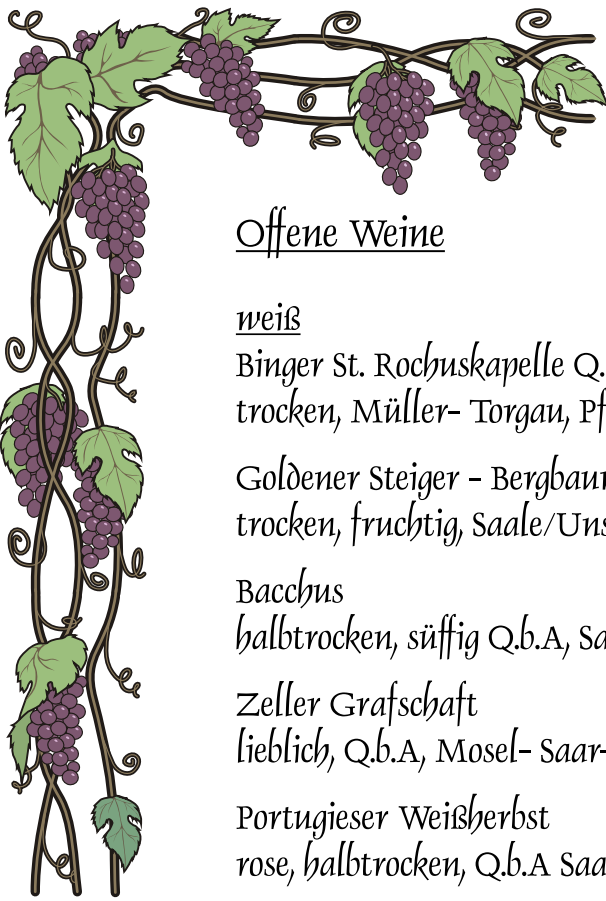 Offene Weine
weiß
Binger St. Rochuskapelle Q.
trocken, Müller- Torgau, Pf
Goldener Steiger - Bergbau
trocken, fruchtig, Saale/Uns
Bacchus
halbtrocken, süffig Q.b.A, Sa
Zeller Grafschaft
lieblich, Q.b.A, Mosel- Saar-
Portugieser Weißherbst
rose, halbtrocken, Q.b.A Saa